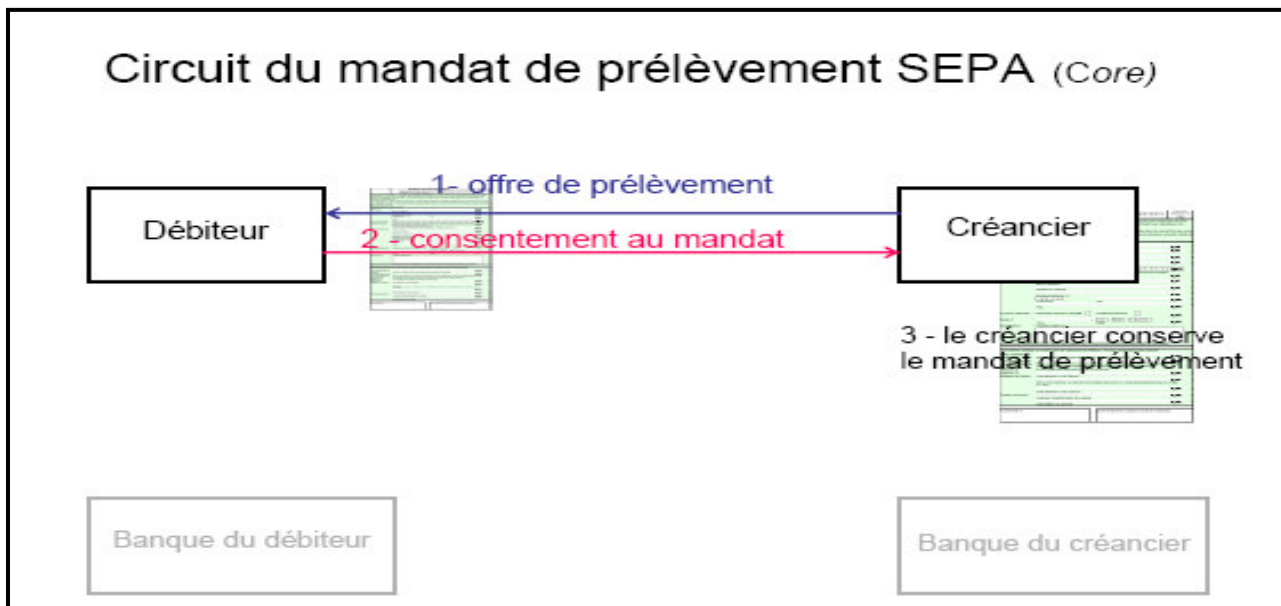 Circuit du mandat de prélèvement SEPA (Core)
1- offre de prélèvement
Débiteur
Créancier
2 - consentement au mandat
3 - le créancier conserve
le mandat de prélèvement
Banque du débiteur
Banque du créancier